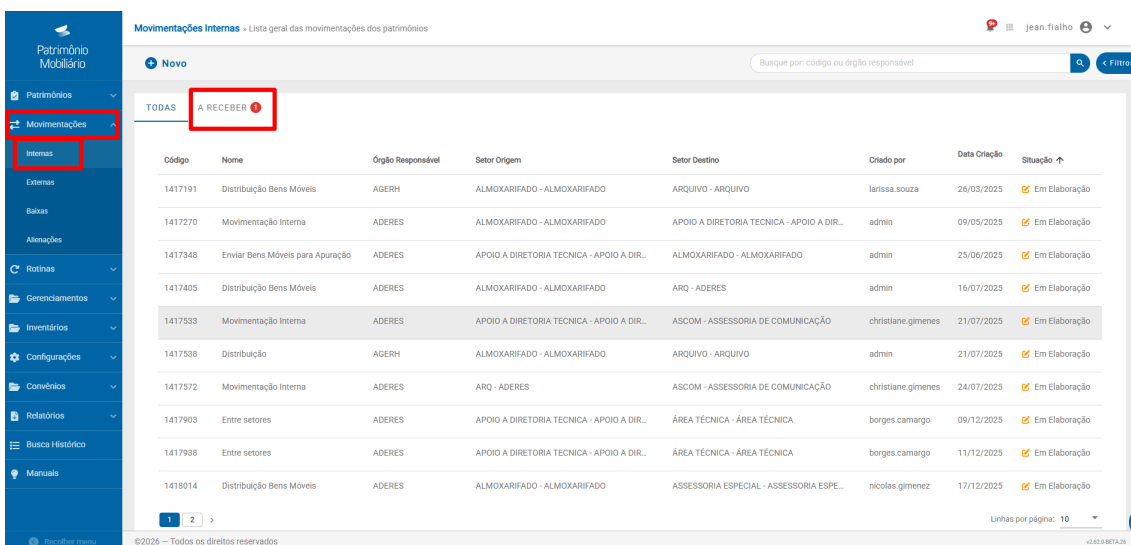 Patrimônio
Mobiliário
Patrimônios
Movimentações
Internas
Externas
Baixas
Alienações
Rotinas
Gerenciamentos
Inventários
Configurações
Convênios
Relatórios
Busca Histórico
Manuais
Recolher menu
Movimentações Internas » Lista geral das movimentações dos patrimônios
9+ jean.fialho
Novo
Busque por: código ou órgão responsável
< Filtro
TODAS A RECEBER 1
Código Nome Órgão Responsável Setor Origem Setor Destino Criado por Data Criação Situação ↑
1417191 Distribuição Bens Móveis AGERH ALMOXARIFADO - ALMOXARIFADO ARQUIVO - ARQUIVO larissa.souza 26/03/2025 Em Elaboração
1417270 Movimentação Interna ADERES ALMOXARIFADO - ALMOXARIFADO APOIO A DIRETORIA TECNICA - APOIO A DIR... admin 09/05/2025 Em Elaboração
1417348 Enviar Bens Móveis para Apuração ADERES APOIO A DIRETORIA TECNICA - APOIO A DIR... ALMOXARIFADO - ALMOXARIFADO admin 25/06/2025 Em Elaboração
1417405 Distribuição Bens Móveis ADERES ALMOXARIFADO - ALMOXARIFADO ARQ - ADERES admin 16/07/2025 Em Elaboração
1417533 Movimentação Interna ADERES APOIO A DIRETORIA TECNICA - APOIO A DIR... ASCOM - ASSESSORIA DE COMUNICAÇÃO christiane.gimenes 21/07/2025 Em Elaboração
1417538 Distribuição AGERH ALMOXARIFADO - ALMOXARIFADO ARQUIVO - ARQUIVO admin 21/07/2025 Em Elaboração
1417572 Movimentação Interna ADERES ARQ - ADERES ASCOM - ASSESSORIA DE COMUNICAÇÃO christiane.gimenes 24/07/2025 Em Elaboração
1417903 Entre setores ADERES APOIO A DIRETORIA TECNICA - APOIO A DIR... ÁREA TÉCNICA - ÁREA TÉCNICA borges.camargo 09/12/2025 Em Elaboração
1417938 Entre setores ADERES APOIO A DIRETORIA TECNICA - APOIO A DIR... ÁREA TÉCNICA - ÁREA TÉCNICA borges.camargo 11/12/2025 Em Elaboração
1418014 Distribuição Bens Móveis ADERES ALMOXARIFADO - ALMOXARIFADO ASSESSORIA ESPECIAL - ASSESSORIA ESPE... nicolas.gimenez 17/12/2025 Em Elaboração
1 2 > Linhas por página: 10
©2026 — Todos os direitos reservados v2.62.0-BETA.26